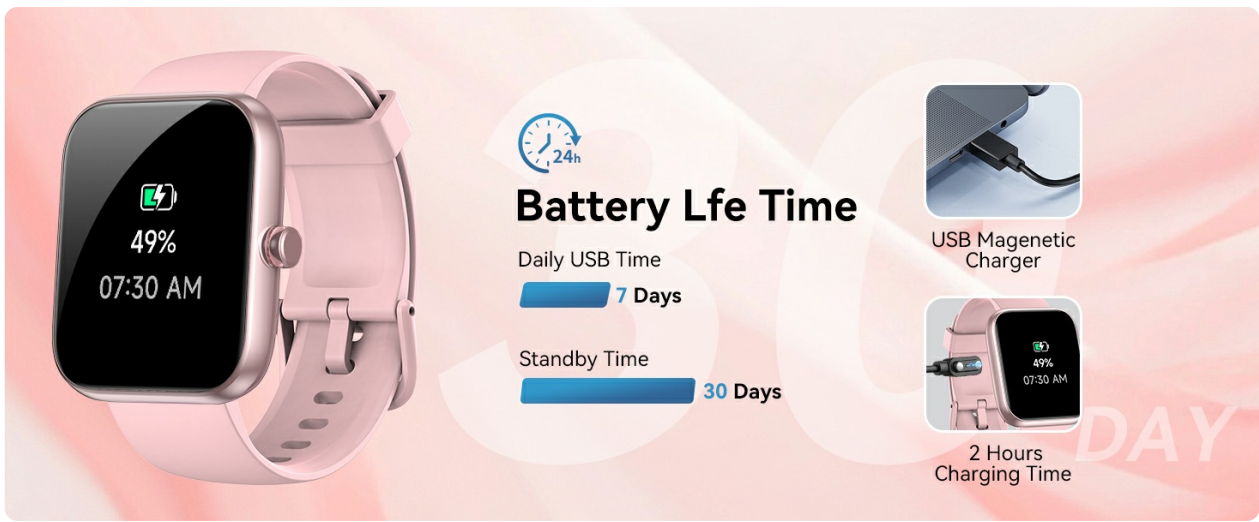 49%
07:30 AM
24h
Battery Lfe Time
Daily USB Time
7 Days
Standby Time
30 Days
USB Magenetic
Charger
49%
07:30 AM
2 Hours
Charging Time
30
DAY